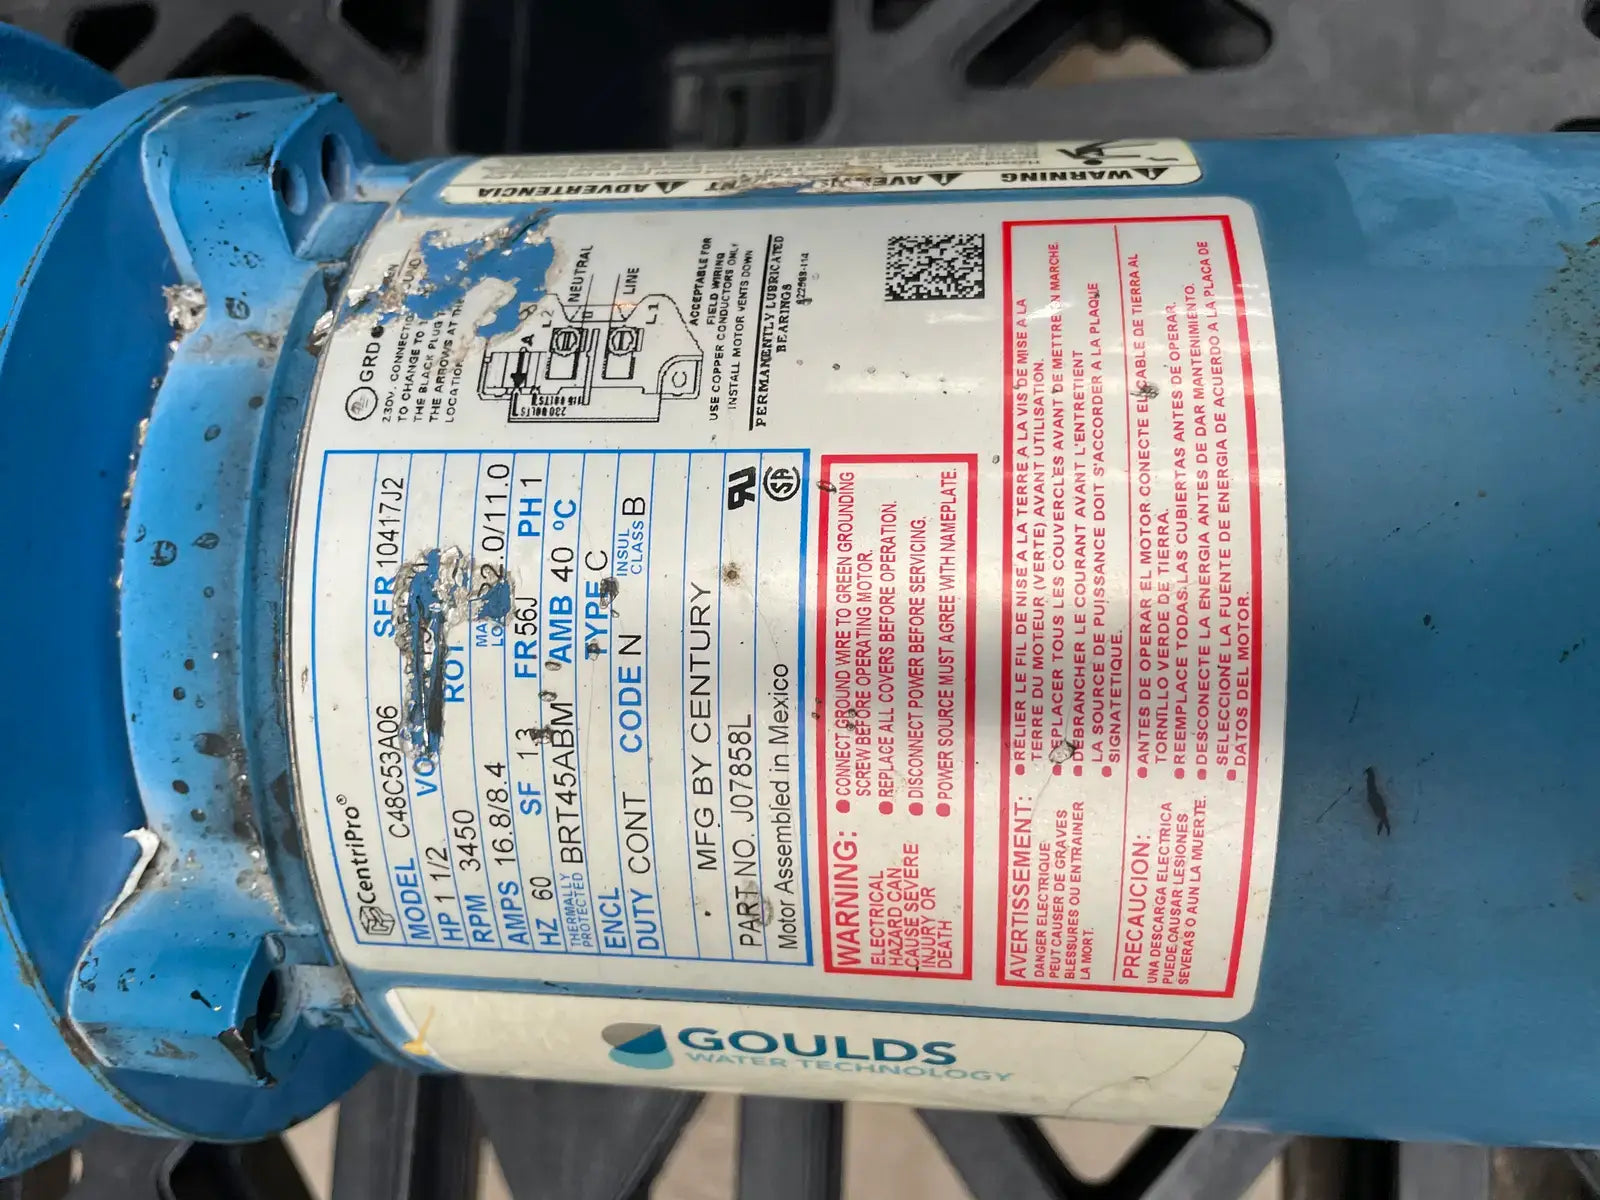 WARNING
ADVERTENCIA
GRD
230V. CONNECTION
TO CHANGE TO
THE BLACK PLUG
THE ARROWS AT THE
LOCATION
NEUTRAL
LINE
L2
L1
A
230 VOLTS
115 VOLTS
ACCEPTABLE FOR
FIELD WIRING
USE COPPER CONDUCTORS ONLY
INSTALL MOTOR VENTS DOWN
PERMANENTLY LUBRICATED
BEARINGS
CentriPro®
MODEL C48C53A06 SER 10417J2
HP 1 1/2 VO
RPM 3450 ROT
AMPS 16.8/8.4 2.0/11.0
HZ 60 SF 1.3 FR 56J PH 1
THERMALLY
PROTECTED BRT45ABM AMB 40 °C
ENCL TYPE C
DUTY CONT CODE N INSUL
CLASS B
MFG BY CENTURY
PART NO. J07858L
Motor Assembled in Mexico
WARNING:
ELECTRICAL
HAZARD CAN
CAUSE SEVERE
INJURY OR
DEATH
● CONNECT GROUND WIRE TO GREEN GROUNDING
SCREW BEFORE OPERATING MOTOR.
● REPLACE ALL COVERS BEFORE OPERATION.
● DISCONNECT POWER BEFORE SERVICING.
● POWER SOURCE MUST AGREE WITH NAMEPLATE.
AVERTISSEMENT:
DANGER ELECTRIQUE
PEUT CAUSER DE GRAVES
BLESSURES OU ENTRAINER
LA MORT.
● RELIER LE FIL DE NISE A LA TERRE A LA VIS DE MISE A LA
TERRE DU MOTEUR (VERTE) AVANT UTILISATION.
● REPLACER TOUS LES COUVERCLES AVANT DE METTRE EN MARCHE.
● DEBRANCHER LE COURANT AVANT L'ENTRETIENT
● LA SOURCE DE PUISSANCE DOIT S'ACCORDER A LA PLAQUE
SIGNATETIQUE.
PRECAUCION:
UNA DESCARGA ELECTRICA
PUEDE CAUSAR LESIONES
SEVERAS O AUN LA MUERTE.
● ANTES DE OPERAR EL MOTOR CONECTE EL CABLE DE TIERRA AL
TORNILLO VERDE DE TIERRA.
● REEMPLACE TODAS LAS CUBIERTAS ANTES DE OPERAR.
● DESCONECTE LA ENERGIA ANTES DE DAR MANTENIMIENTO.
● SELECCIONE LA FUENTE DE ENERGIA DE ACUERDO A LA PLACA DE
DATOS DEL MOTOR.
GOULDS
WATER TECHNOLOGY